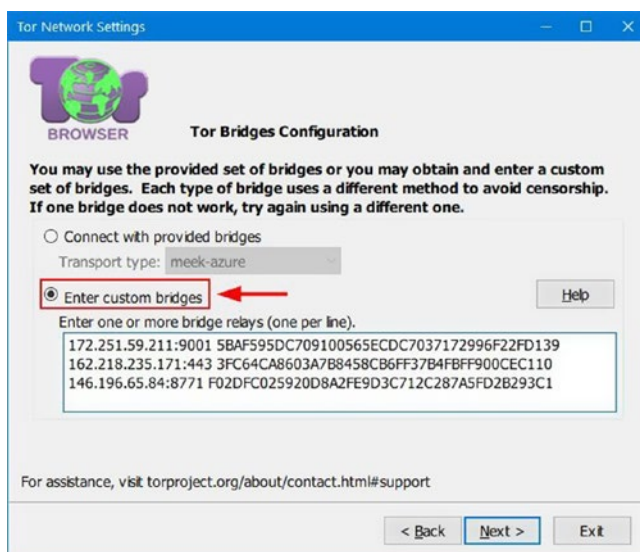 Tor Network Settings
Tor
BROWSER
Tor Bridges Configuration
You may use the provided set of bridges or you may obtain and enter a custom
set of bridges. Each type of bridge uses a different method to avoid censorship.
If one bridge does not work, try again using a different one.
Connect with provided bridges
Transport type: meek-azure
Enter custom bridges
Help
Enter one or more bridge relays (one per line).
172.251.59.211:9001 5BAF595DC709100565ECDC7037172996F22FD139
162.218.235.171:443 3FC64CA8603A7B8458CB6FF37B4FBFF900CEC110
146.196.65.84:8771 F02DFC025920D8A2FE9D3C712C287A5FD2B293C1
For assistance, visit torproject.org/about/contact.html#support
< Back Next > Exit